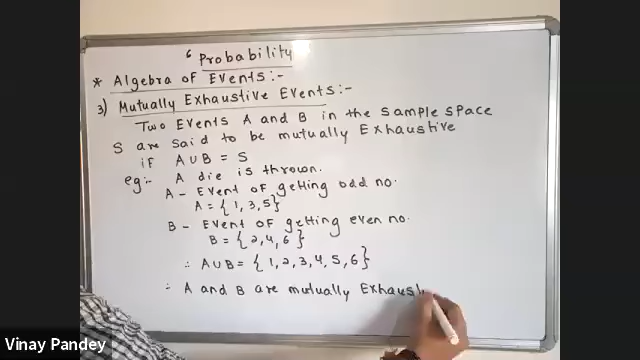 6 Probability
* Algebra of Events:-
3) Mutually Exhaustive Events:-
Two Events A and B in the sample space
S are said to be mutually Exhaustive
if A∪B = S
eg:- A die is thrown.
A - Event of getting odd no.
A = {1, 3, 5}
B - Event of getting even no.
B = {2, 4, 6}
∴ A∪B = {1, 2, 3, 4, 5, 6}
∴ A and B are mutually Exhaust
Vinay Pandey